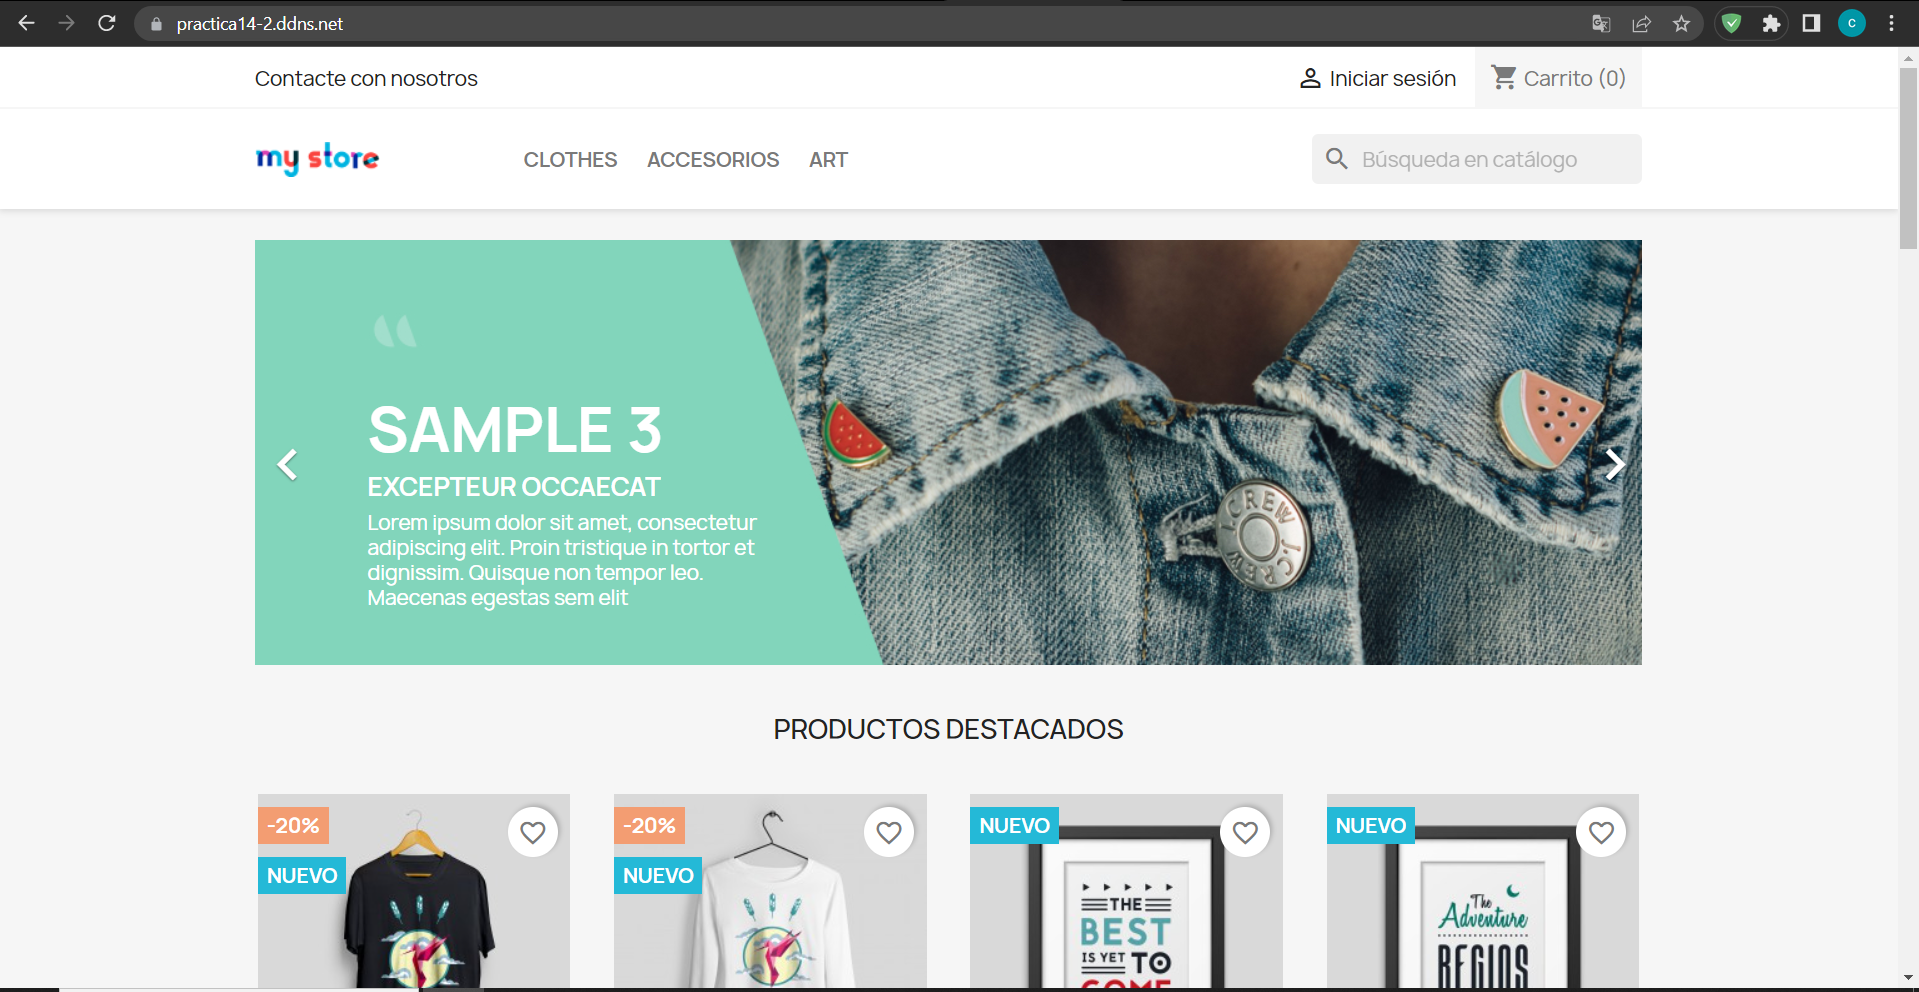 practica14-2.ddns.net
C
Contacte con nosotros
Iniciar sesión
Carrito (0)
my store
CLOTHES
ACCESORIOS
ART
Búsqueda en catálogo
SAMPLE 3
EXCEPTEUR OCCAECAT
Lorem ipsum dolor sit amet, consectetur
adipiscing elit. Proin tristique in tortor et
dignissim. Quisque non tempor leo.
Maecenas egestas sem elit
J.CREW
J.CREW
PRODUCTOS DESTACADOS
-20%
NUEVO
-20%
NUEVO
NUEVO
THE
BEST
IS YET TO
COME
NUEVO
The
Adventure
BEGINS